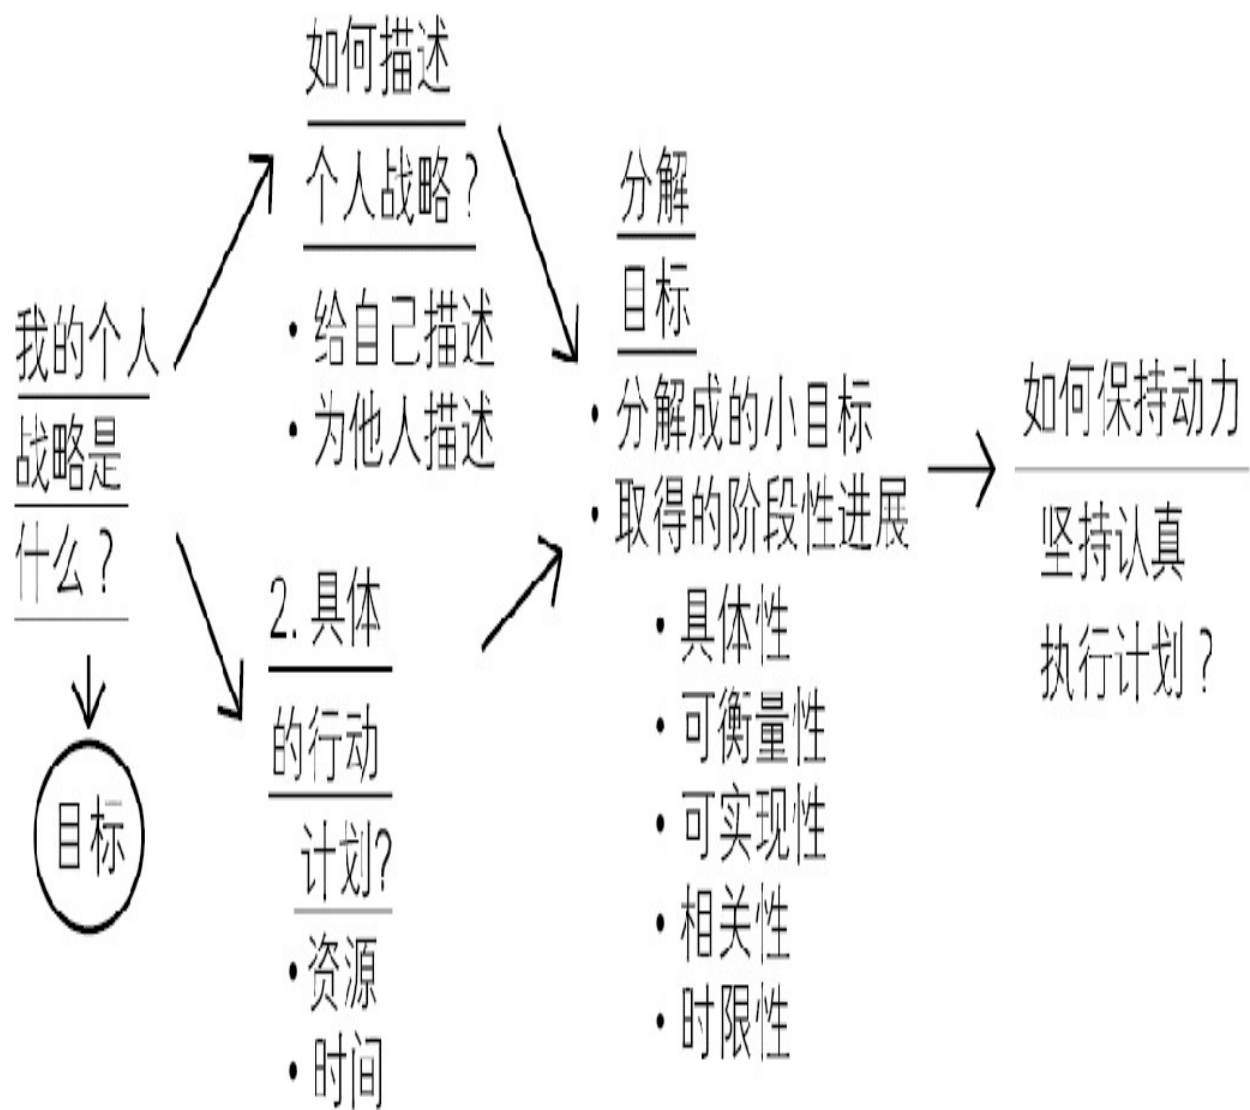 我的个人
战略是
什么？
目标
如何描述
个人战略？
• 给自己描述
• 为他人描述
2. 具体
的行动
计划?
• 资源
• 时间
分解
目标
• 分解成的小目标
• 取得的阶段性进展
• 具体性
• 可衡量性
• 可实现性
• 相关性
• 时限性
如何保持动力
坚持认真
执行计划？